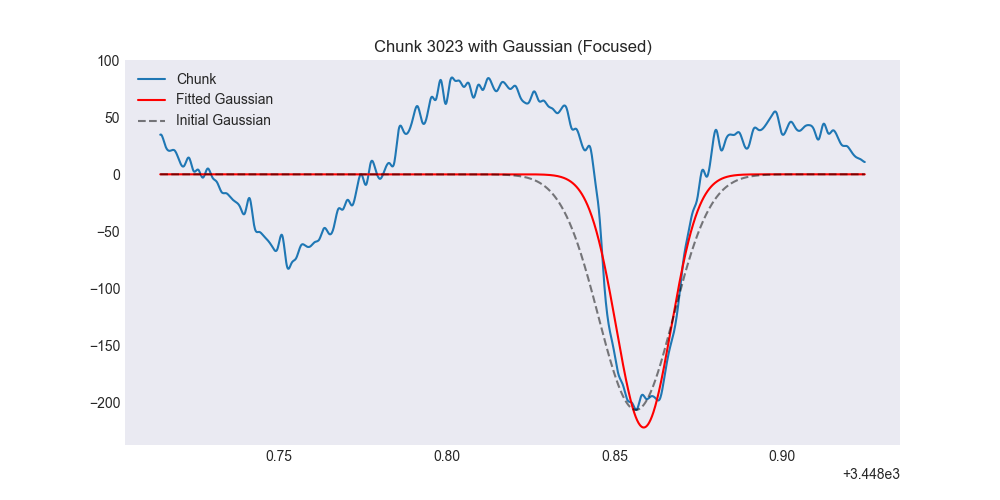 Chunk 3023 with Gaussian (Focused)
Chunk
Fitted Gaussian
Initial Gaussian
100
50
0
−50
−100
−150
−200
0.75 0.80 0.85 0.90
+3.448e3